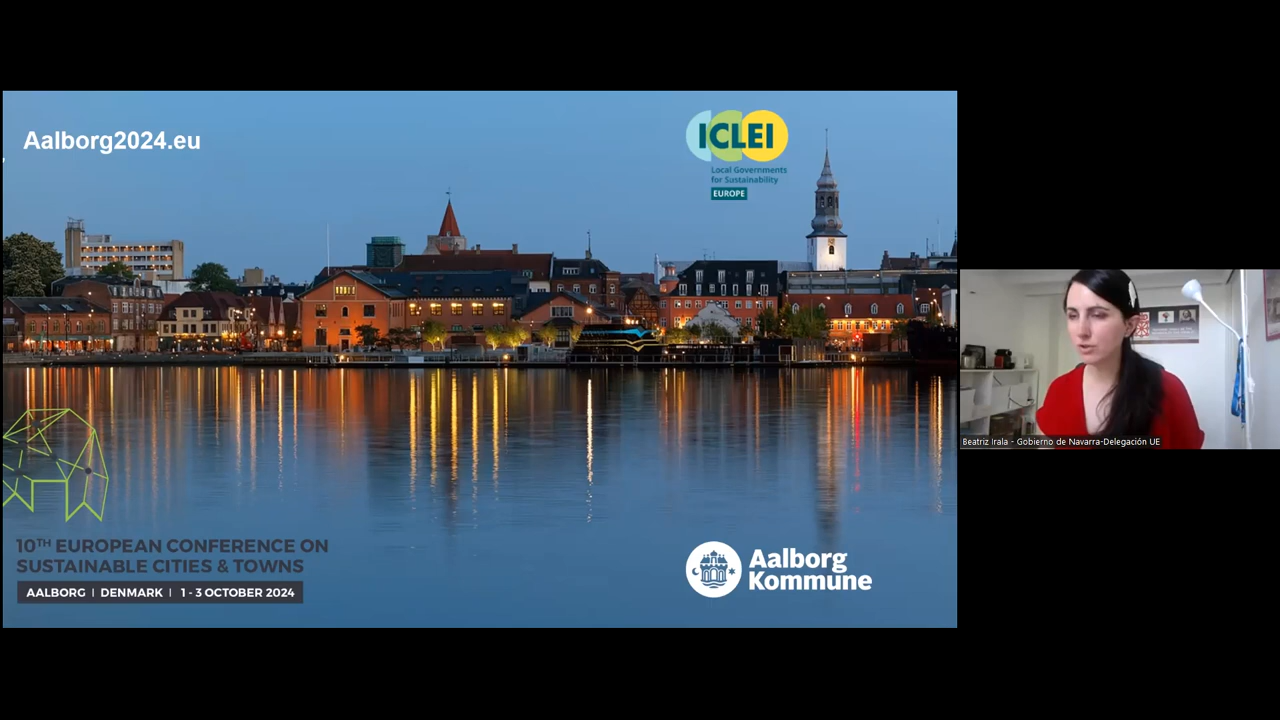 Aalborg2024.eu
ICLEI
Local Governments
for Sustainability
EUROPE
10TH EUROPEAN CONFERENCE ON
SUSTAINABLE CITIES & TOWNS
AALBORG | DENMARK | 1 - 3 OCTOBER 2024
Aalborg
Kommune
Beatriz Irala - Gobierno de Navarra-Delegación UE